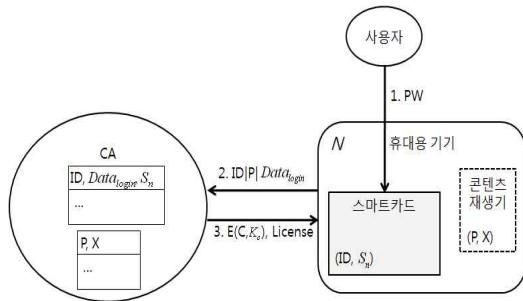 사용자
1. PW
N
휴대용 기기
CA
ID, Data_login, S_n
...
2. ID|P| Data_login
스마트카드
콘텐츠
재생기
3. E(C,K_c), License
P, X
...
(ID, S_n)
(P, X)